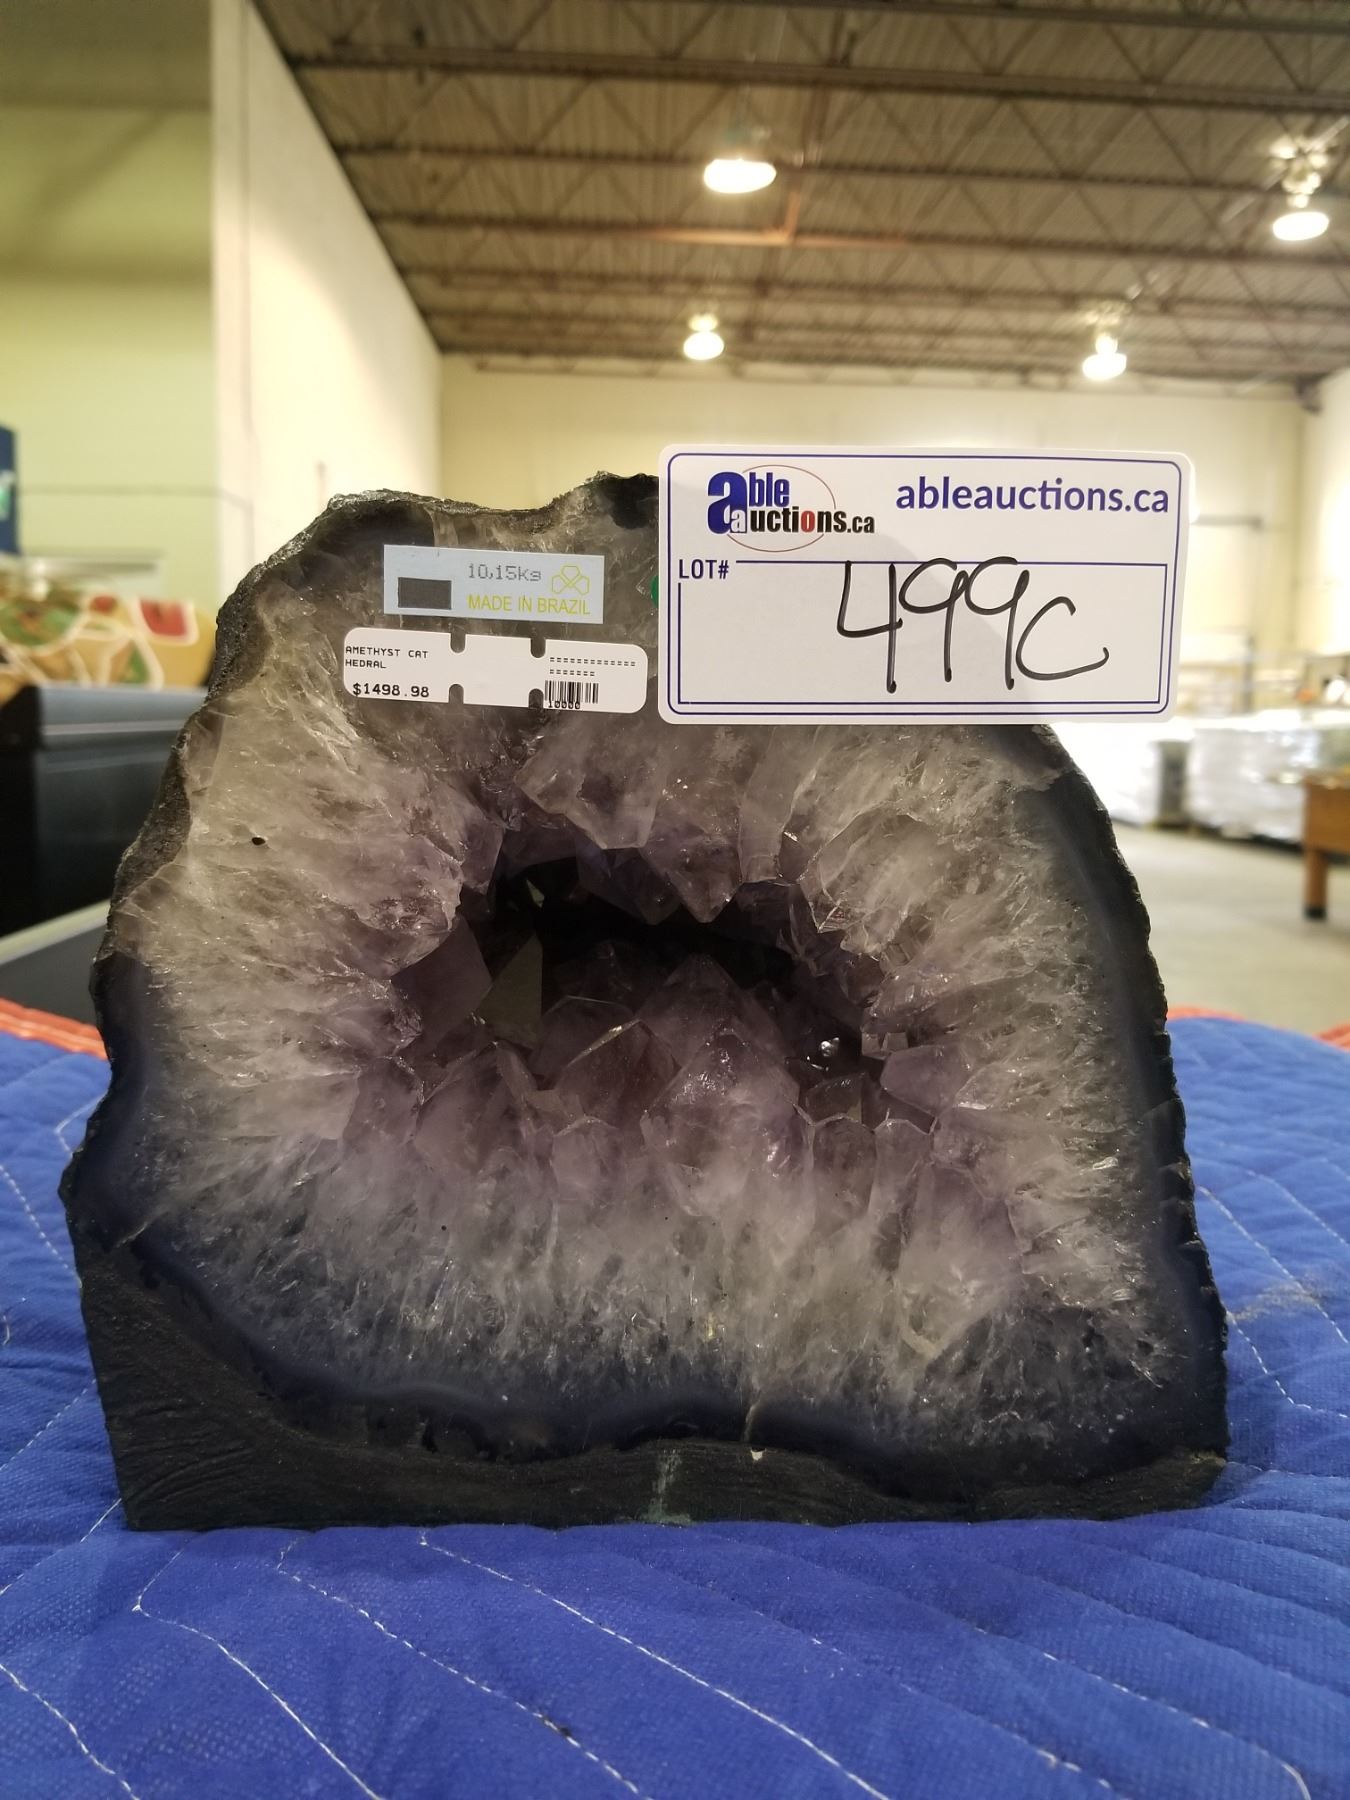 able
auctions.ca
ableauctions.ca
LOT#
499C
10.15Kg
MADE IN BRAZIL
AMETHYST CAT
HEDRAL
$1498.98